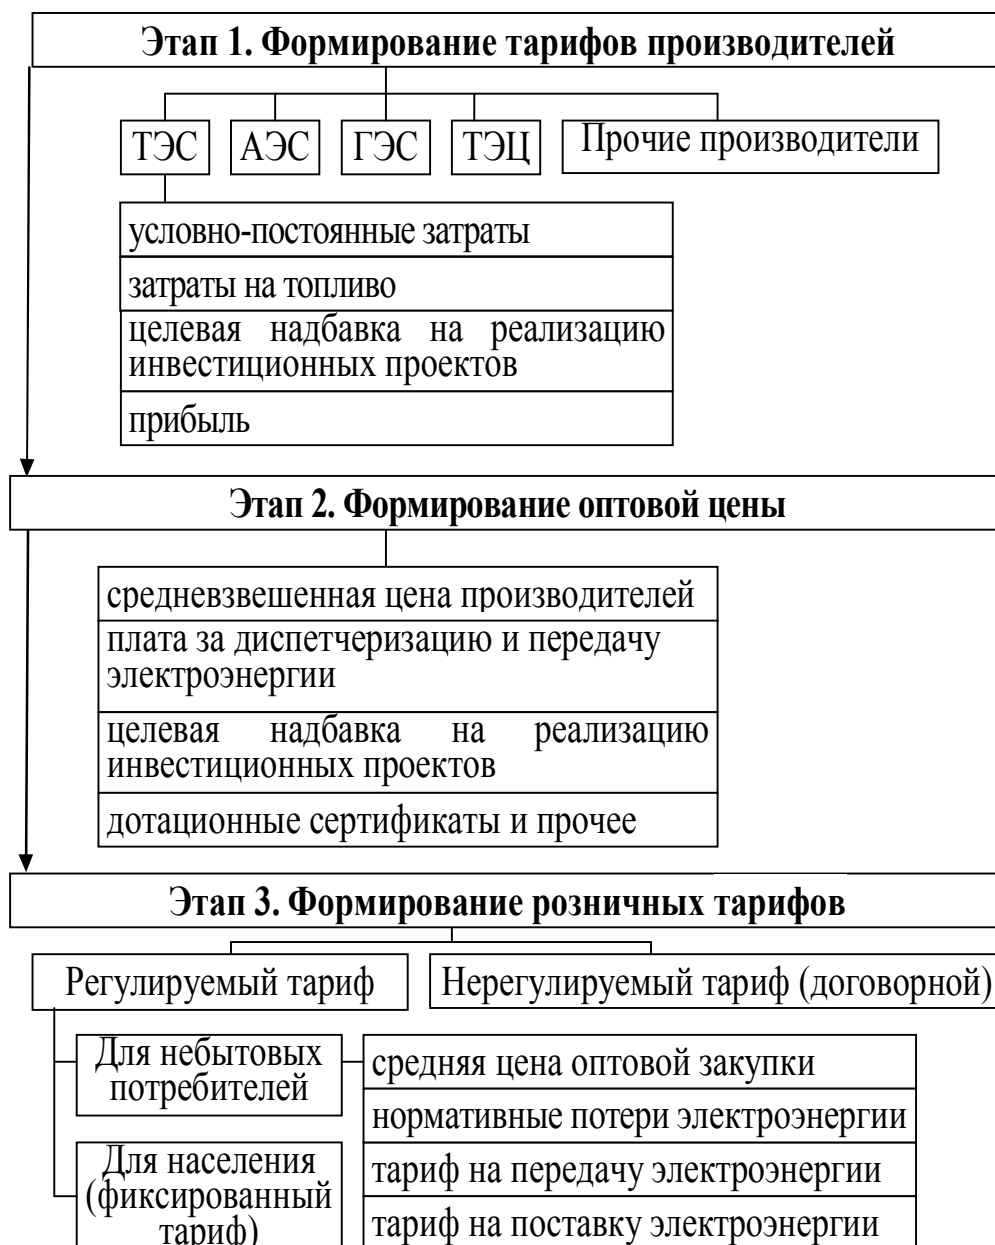 Этап 1. Формирование тарифов производителей
ТЭС
АЭС
ГЭС
ТЭЦ
Прочие производители
условно-постоянные затраты
затраты на топливо
целевая надбавка на реализацию
инвестиционных проектов
прибыль
Этап 2. Формирование оптовой цены
средневзвешенная цена производителей
плата за диспетчеризацию и передачу
электроэнергии
целевая надбавка на реализацию
инвестиционных проектов
дотационные сертификаты и прочее
Этап 3. Формирование розничных тарифов
Регулируемый тариф
Нерегулируемый тариф (договорной)
Для небытовых
потребителей
средняя цена оптовой закупки
нормативные потери электроэнергии
тариф на передачу электроэнергии
тариф на поставку электроэнергии
Для населения
(фиксированный
тариф)